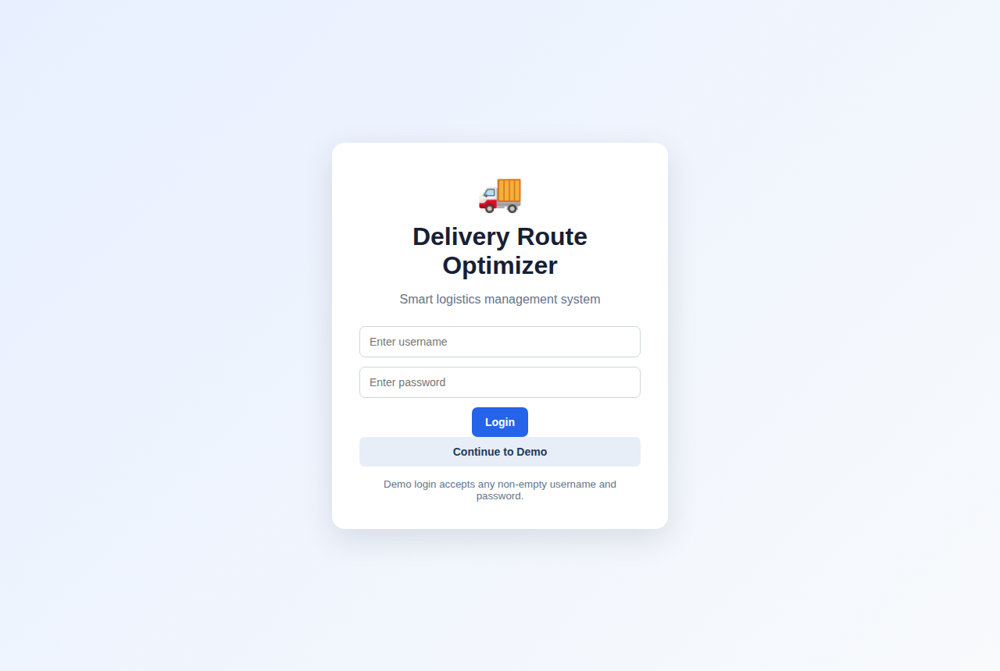 Delivery Route
Optimizer
Smart logistics management system
Enter username
Enter password
Login
Continue to Demo
Demo login accepts any non-empty username and
password.